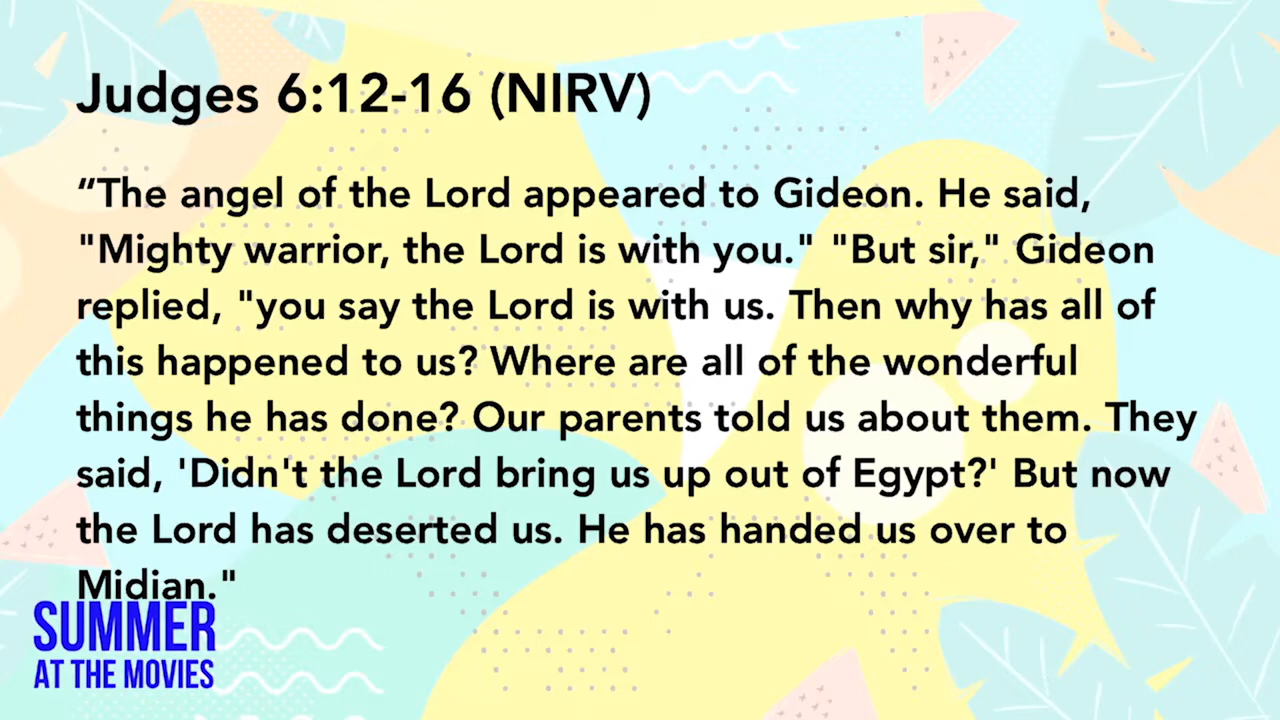 Judges 6:12-16 (NIRV)
“The angel of the Lord appeared to Gideon. He said,
"Mighty warrior, the Lord is with you." "But sir," Gideon
replied, "you say the Lord is with us. Then why has all of
this happened to us? Where are all of the wonderful
things he has done? Our parents told us about them. They
said, 'Didn't the Lord bring us up out of Egypt?' But now
the Lord has deserted us. He has handed us over to
Midian."
SUMMER
AT THE MOVIES